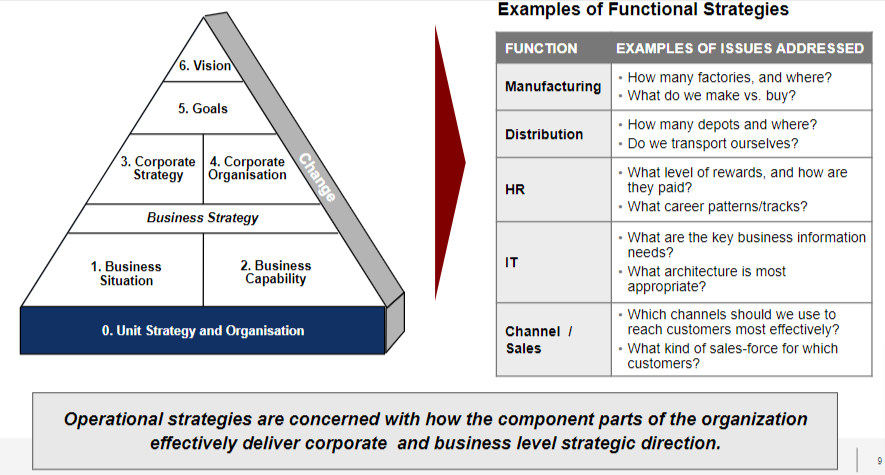 Examples of Functional Strategies
6. Vision
5. Goals
3. Corporate
Strategy
4. Corporate
Organisation
Change
Business Strategy
1. Business
Situation
2. Business
Capability
0. Unit Strategy and Organisation
FUNCTION EXAMPLES OF ISSUES ADDRESSED
Manufacturing
• How many factories, and where?
• What do we make vs. buy?
Distribution
• How many depots and where?
• Do we transport ourselves?
HR
• What level of rewards, and how are
they paid?
• What career patterns/tracks?
IT
• What are the key business information
needs?
• What architecture is most
appropriate?
Channel /
Sales
• Which channels should we use to
reach customers most effectively?
• What kind of sales-force for which
customers?
Operational strategies are concerned with how the component parts of the organization
effectively deliver corporate and business level strategic direction.
9